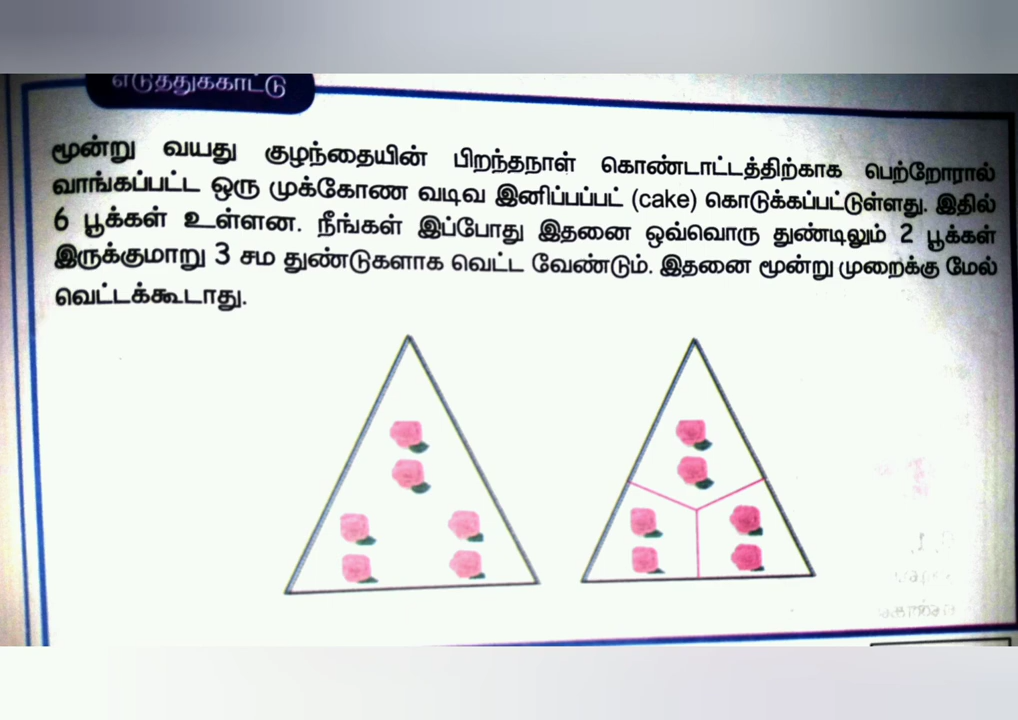 எடுத்துக்காட்டு
மூன்று வயது குழந்தையின் பிறந்தநாள் கொண்டாட்டத்திற்காக பெற்றோரால்
வாங்கப்பட்ட ஒரு முக்கோண வடிவ இனிப்பப்பட் (cake) கொடுக்கப்பட்டுள்ளது. இதில்
6 பூக்கள் உள்ளன. நீங்கள் இப்போது இதனை ஒவ்வொரு துண்டிலும் 2 பூக்கள்
இருக்குமாறு 3 சம துண்டுகளாக வெட்ட வேண்டும். இதனை மூன்று முறைக்கு மேல்
வெட்டக்கூடாது.